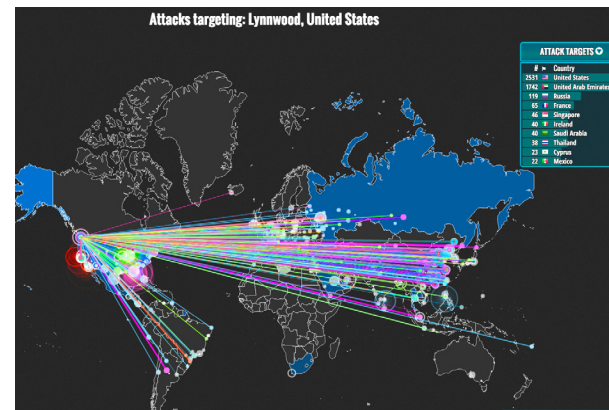 Attacks targeting: Lynnwood, United States
ATTACK TARGETS
# Country
2531 United States
1742 United Arab Emirates
119 Russia
65 France
46 Singapore
40 Ireland
40 Saudi Arabia
38 Thailand
23 Cyprus
22 Mexico